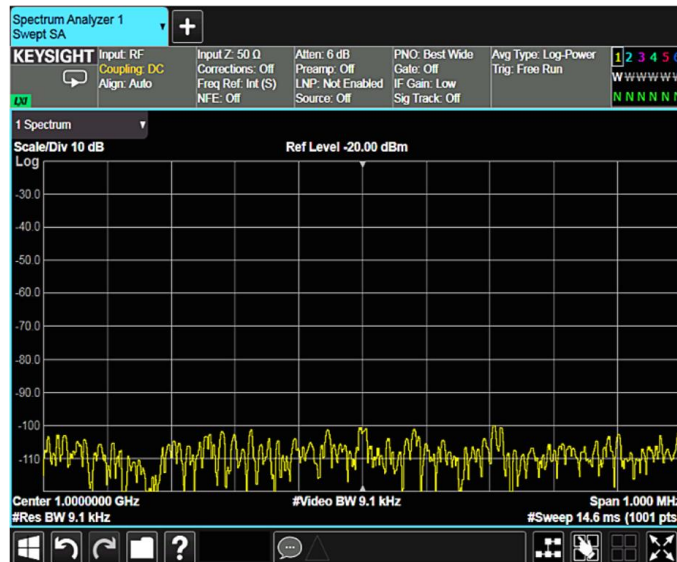 Spectrum Analyzer 1
Swept SA
+
KEYSIGHT
Input: RF
Coupling: DC
Align: Auto
Input Z: 50 Ω
Corrections: Off
Freq Ref: Int (S)
NFE: Off
Atten: 6 dB
Preamp: Off
LNP: Not Enabled
Source: Off
PNO: Best Wide
Gate: Off
IF Gain: Low
Sig Track: Off
Avg Type: Log-Power
Trig: Free Run
1 2 3 4 5 6
W W W W W W
N N N N N N
LXI
1 Spectrum
Scale/Div 10 dB
Ref Level -20.00 dBm
Log
-30.0
-40.0
-50.0
-60.0
-70.0
-80.0
-90.0
-100
-110
Center 1.0000000 GHz
#Video BW 9.1 kHz
Span 1.000 MHz
#Res BW 9.1 kHz
#Sweep 14.6 ms (1001 pts
?